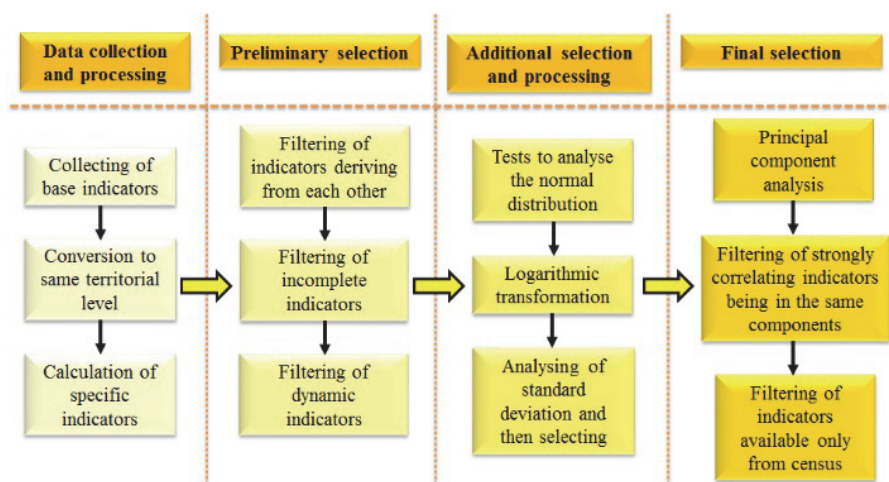 Data collection
and processing
Preliminary selection
Additional selection
and processing
Final selection
Collecting of
base indicators
Conversion to
same territorial
level
Calculation of
specific
indicators
Filtering of
indicators deriving
from each other
Filtering of
incomplete
indicators
Filtering of
dynamic
indicators
Tests to analyse
the normal
distribution
Logarithmic
transformation
Analysing of
standard
deviation and
then selecting
Principal
component
analysis
Filtering of strongly
correlating indicators
being in the same
components
Filtering of
indicators
available only
from census